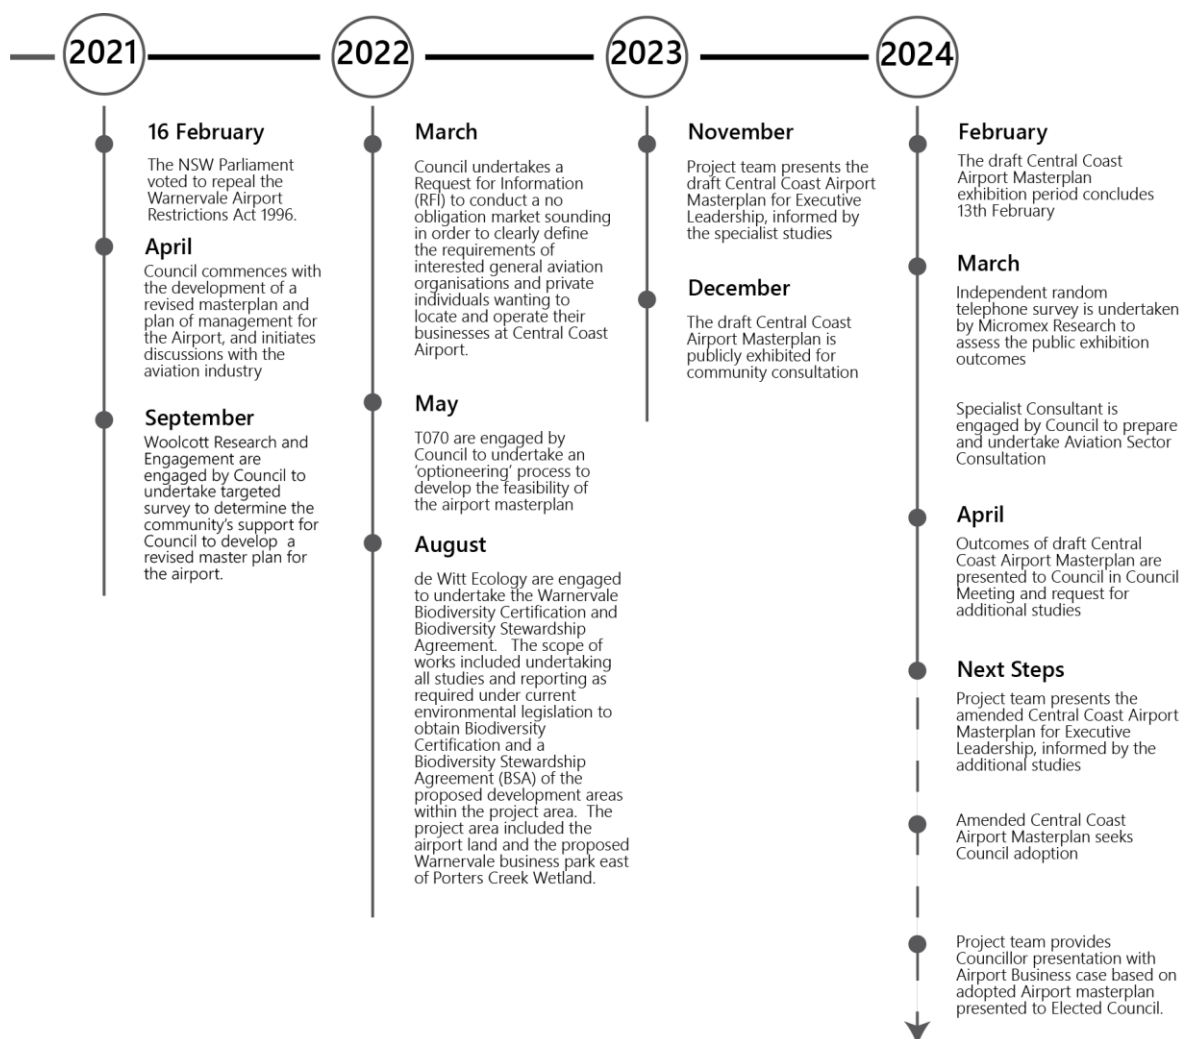 2021
16 February
The NSW Parliament
voted to repeal the
Warnervale Airport
Restrictions Act 1996.
April
Council commences with
the development of a
revised masterplan and
plan of management for
the Airport, and initiates
discussions with the
aviation industry
September
Woolcott Research and
Engagement are
engaged by Council to
undertake targeted
survey to determine the
community's support for
Council to develop a
revised master plan for
the airport.
2022
March
Council undertakes a
Request for Information
(RFI) to conduct a no
obligation market sounding
in order to clearly define
the requirements of
interested general aviation
organisations and private
individuals wanting to
locate and operate their
businesses at Central Coast
Airport.
May
T070 are engaged by
Council to undertake an
'optioneering' process to
develop the feasibility of
the airport masterplan
August
de Witt Ecology are engaged
to undertake the Warnervale
Biodiversity Certification and
Biodiversity Stewardship
Agreement. The scope of
works included undertaking
all studies and reporting as
required under current
environmental legislation to
obtain Biodiversity
Certification and a
Biodiversity Stewardship
Agreement (BSA) of the
proposed development areas
within the project area. The
project area included the
airport land and the proposed
Warnervale business park east
of Porters Creek Wetland.
2023
November
Project team presents the
draft Central Coast Airport
Masterplan for Executive
Leadership, informed by
the specialist studies
December
The draft Central Coast
Airport Masterplan is
publicly exhibited for
community consultation
2024
February
The draft Central Coast
Airport Masterplan
exhibition period concludes
13th February
March
Independent random
telephone survey is undertaken
by Micromex Research to
assess the public exhibition
outcomes
Specialist Consultant is
engaged by Council to prepare
and undertake Aviation Sector
Consultation
April
Outcomes of draft Central
Coast Airport Masterplan are
presented to Council in Council
Meeting and request for
additional studies
Next Steps
Project team presents the
amended Central Coast Airport
Masterplan for Executive
Leadership, informed by the
additional studies
Amended Central Coast
Airport Masterplan seeks
Council adoption
Project team provides
Councillor presentation with
Airport Business case based on
adopted Airport masterplan
presented to Elected Council.